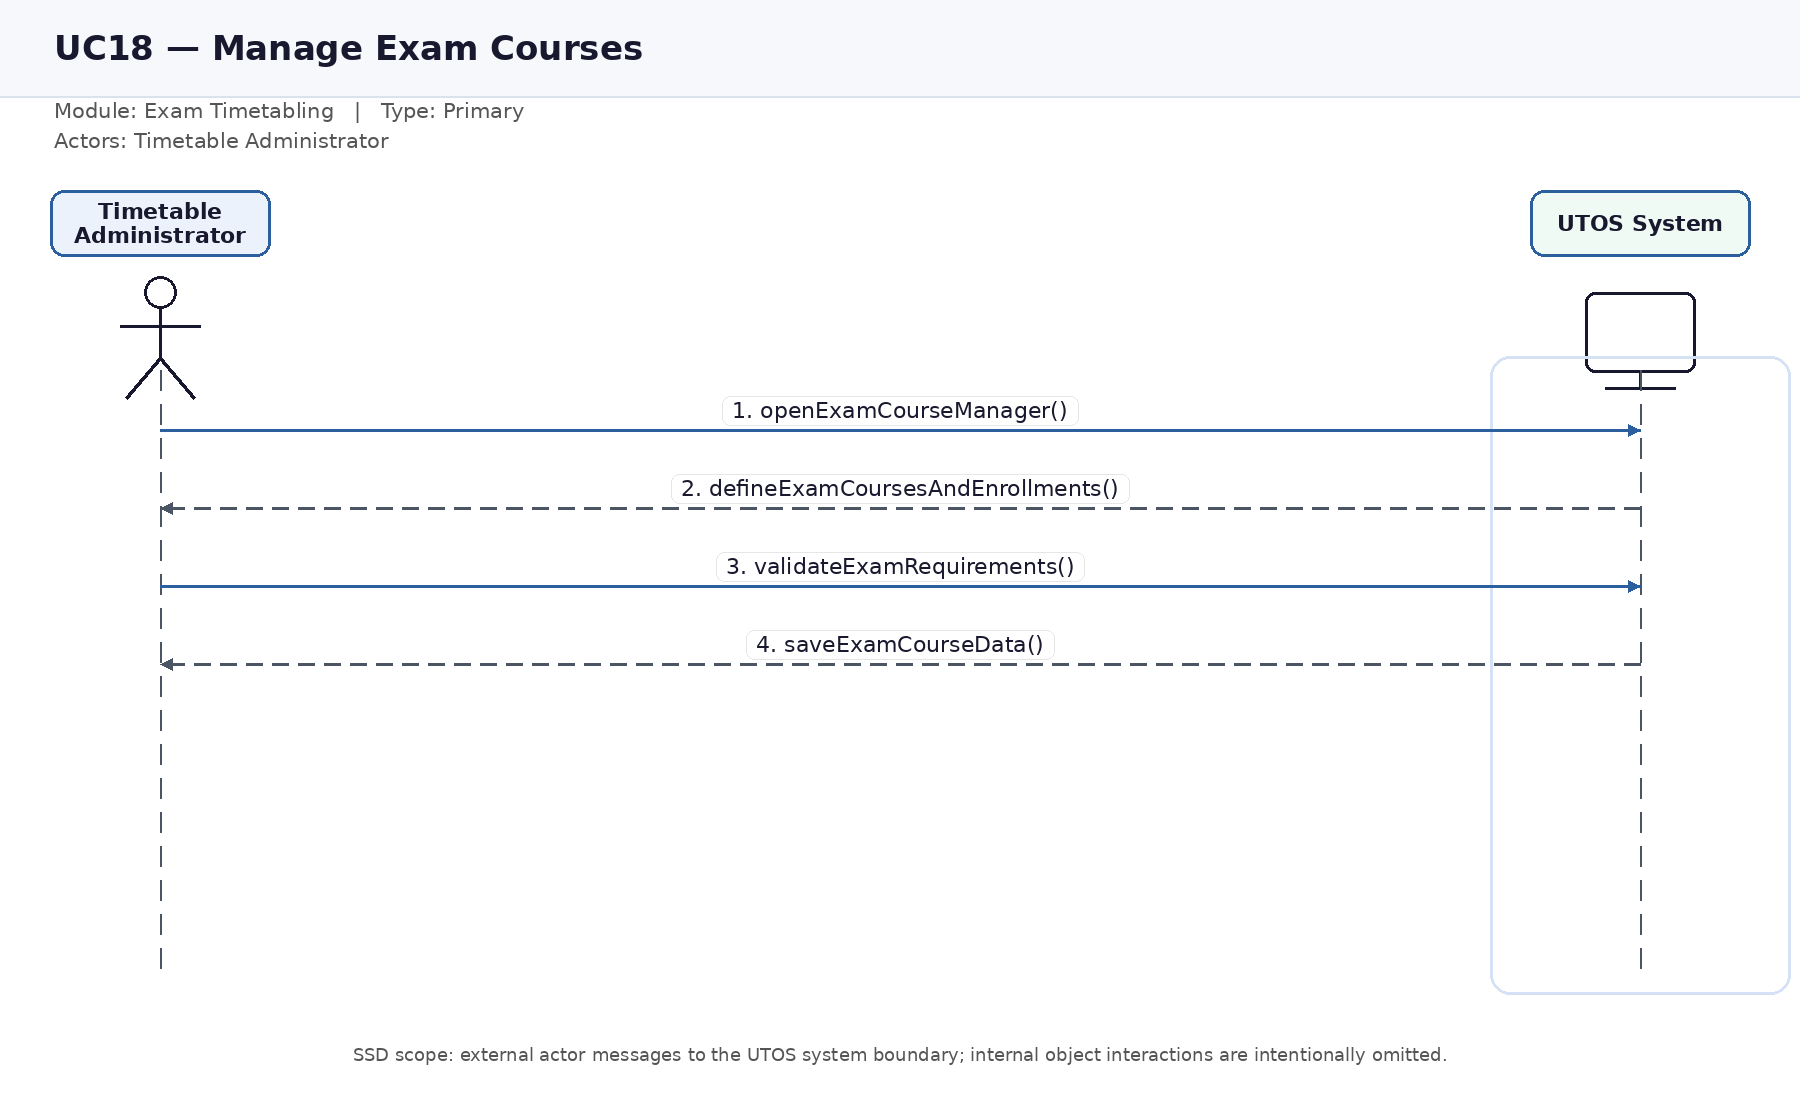 UC18 — Manage Exam Courses
Module: Exam Timetabling | Type: Primary
Actors: Timetable Administrator
Timetable
Administrator
UTOS System
1. openExamCourseManager()
2. defineExamCoursesAndEnrollments()
3. validateExamRequirements()
4. saveExamCourseData()
SSD scope: external actor messages to the UTOS system boundary; internal object interactions are intentionally omitted.